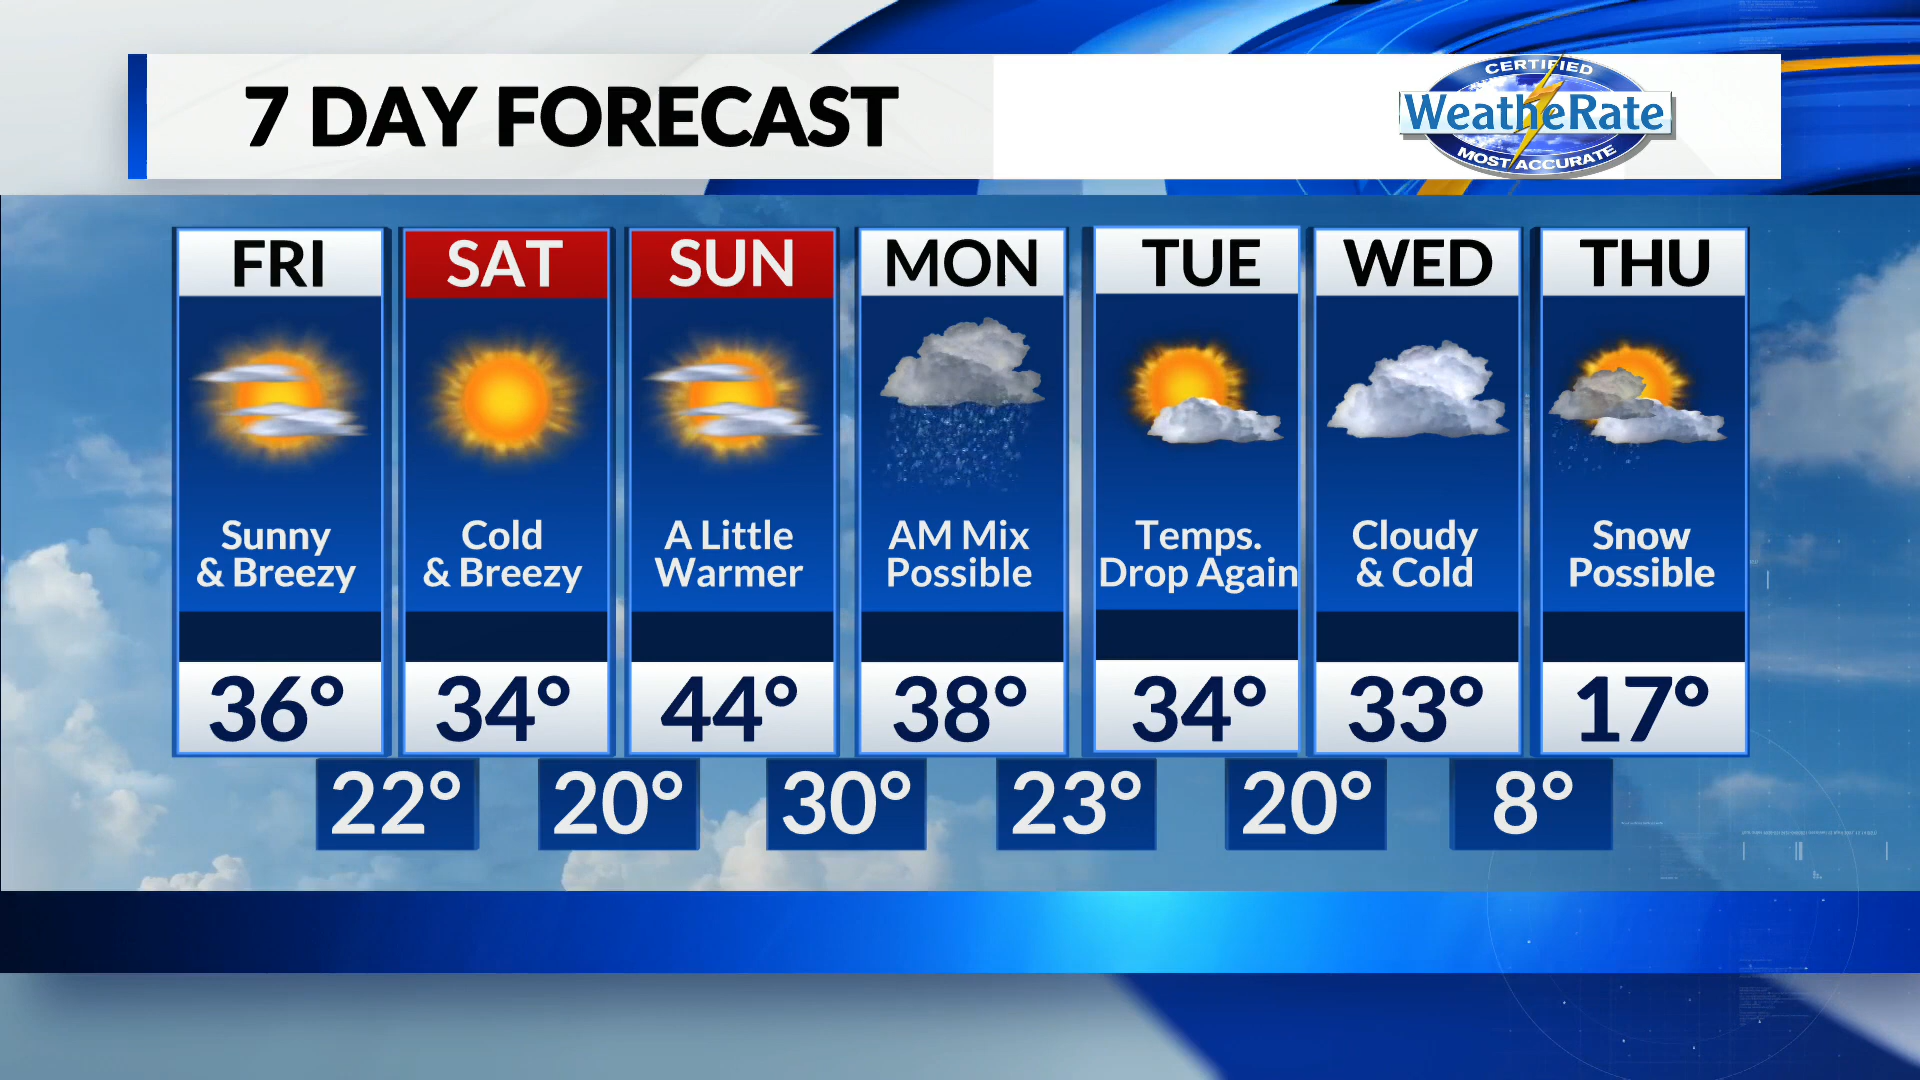 7 DAY FORECAST
CERTIFIED
WeatheRate
MOST ACCURATE
FRI
SAT
SUN
MON
TUE
WED
THU
Sunny
& Breezy
Cold
& Breezy
A Little
Warmer
AM Mix
Possible
Temps.
Drop Again
Cloudy
& Cold
Snow
Possible
36°
34°
44°
38°
34°
33°
17°
22°
20°
30°
23°
20°
8°